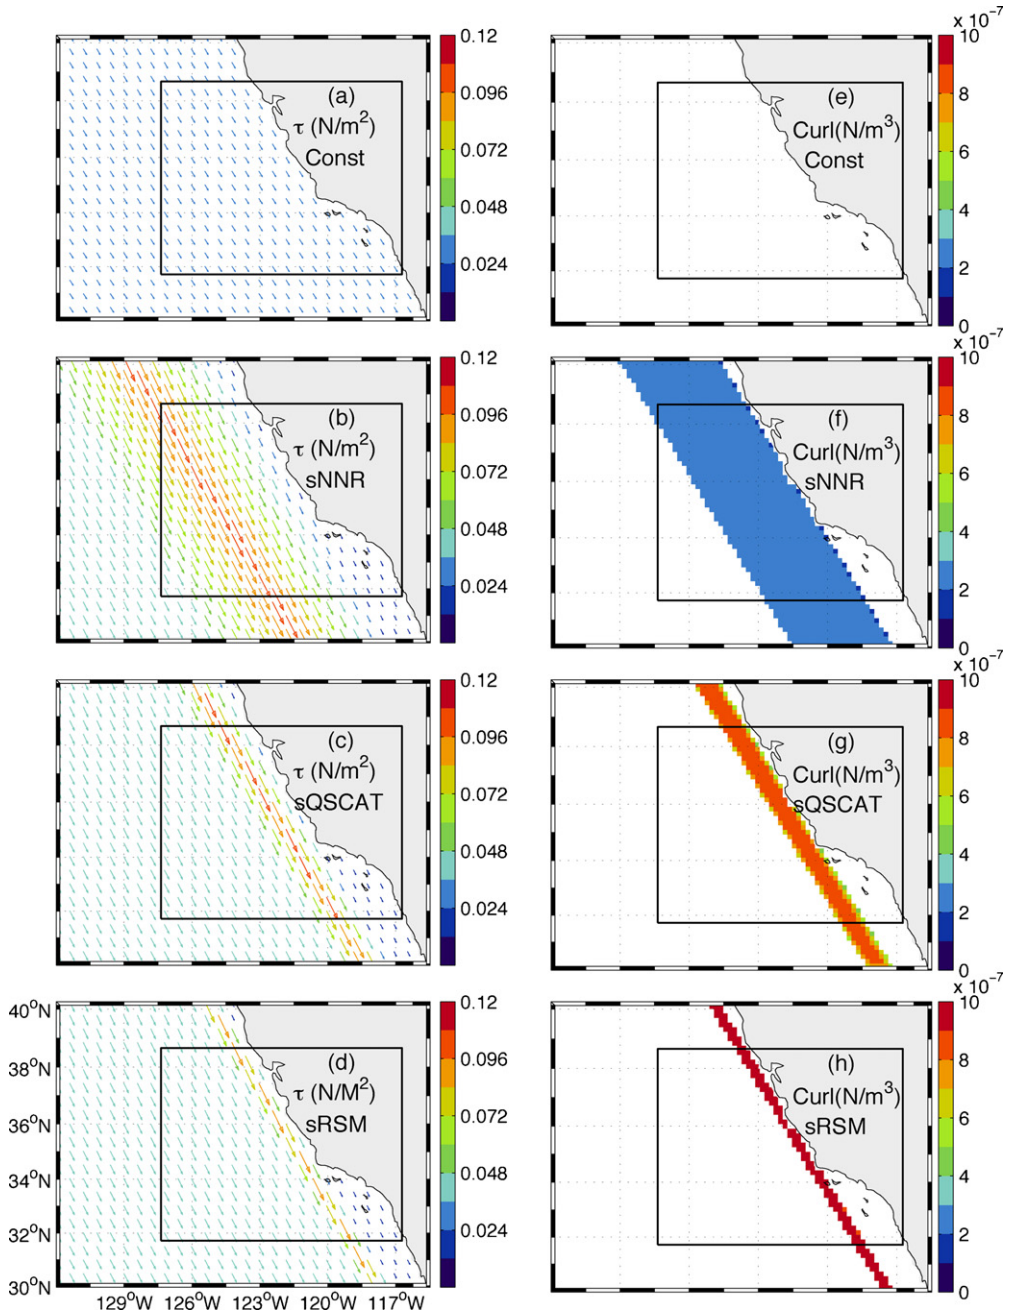 0.12
0.096
0.072
0.048
0.024
(a)
τ (N/m²)
Const
x 10⁻⁷
10
8
6
4
2
0
(e)
Curl(N/m³)
Const
0.12
0.096
0.072
0.048
0.024
(b)
τ (N/m²)
sNNR
x 10⁻⁷
10
8
6
4
2
0
(f)
Curl(N/m³)
sNNR
0.12
0.096
0.072
0.048
0.024
(c)
τ (N/m²)
sQSCAT
x 10⁻⁷
10
8
6
4
2
0
(g)
Curl(N/m³)
sQSCAT
40°N
38°N
36°N
34°N
32°N
30°N
129°W 126°W 123°W 120°W 117°W
0.12
0.096
0.072
0.048
0.024
(d)
τ (N/M²)
sRSM
x 10⁻⁷
10
8
6
4
2
0
(h)
Curl(N/m³)
sRSM